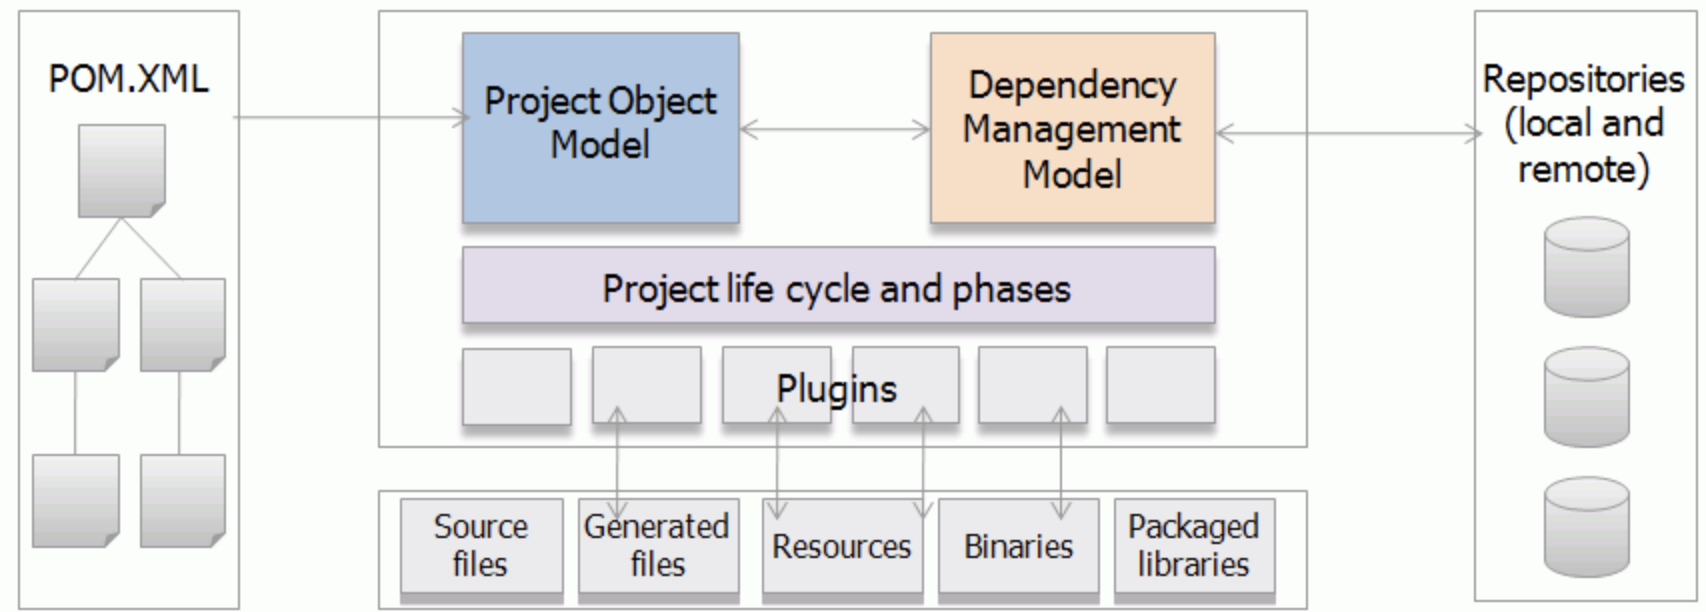 POM.XML
Project Object
Model
Dependency
Management
Model
Repositories
(local and
remote)
Project life cycle and phases
Plugins
Source
files
Generated
files
Resources
Binaries
Packaged
libraries